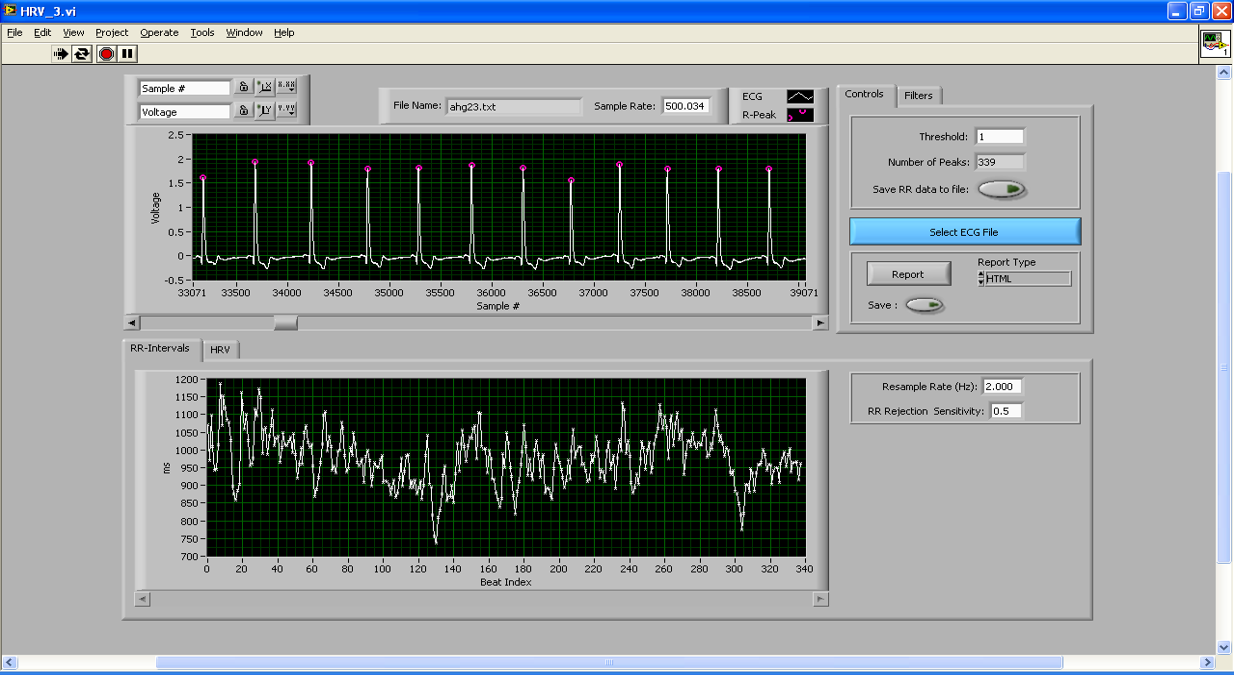 HRV_3.vi
File Edit View Project Operate Tools Window Help
1
Sample #
Voltage
File Name: ahg23.txt Sample Rate: 500.034
ECG
R-Peak
2.5
2
1.5
1
0.5
0
-0.5
Voltage
33071 33500 34000 34500 35000 35500 36000 36500 37000 37500 38000 38500 39071
Sample #
Controls Filters
Threshold: 1
Number of Peaks: 339
Save RR data to file:
Select ECG File
Report
Report Type
HTML
Save :
RR-Intervals HRV
1200
1150
1100
1050
1000
950
900
850
800
750
700
ms
0 20 40 60 80 100 120 140 160 180 200 220 240 260 280 300 320 340
Beat Index
Resample Rate (Hz): 2.000
RR Rejection Sensitivity: 0.5